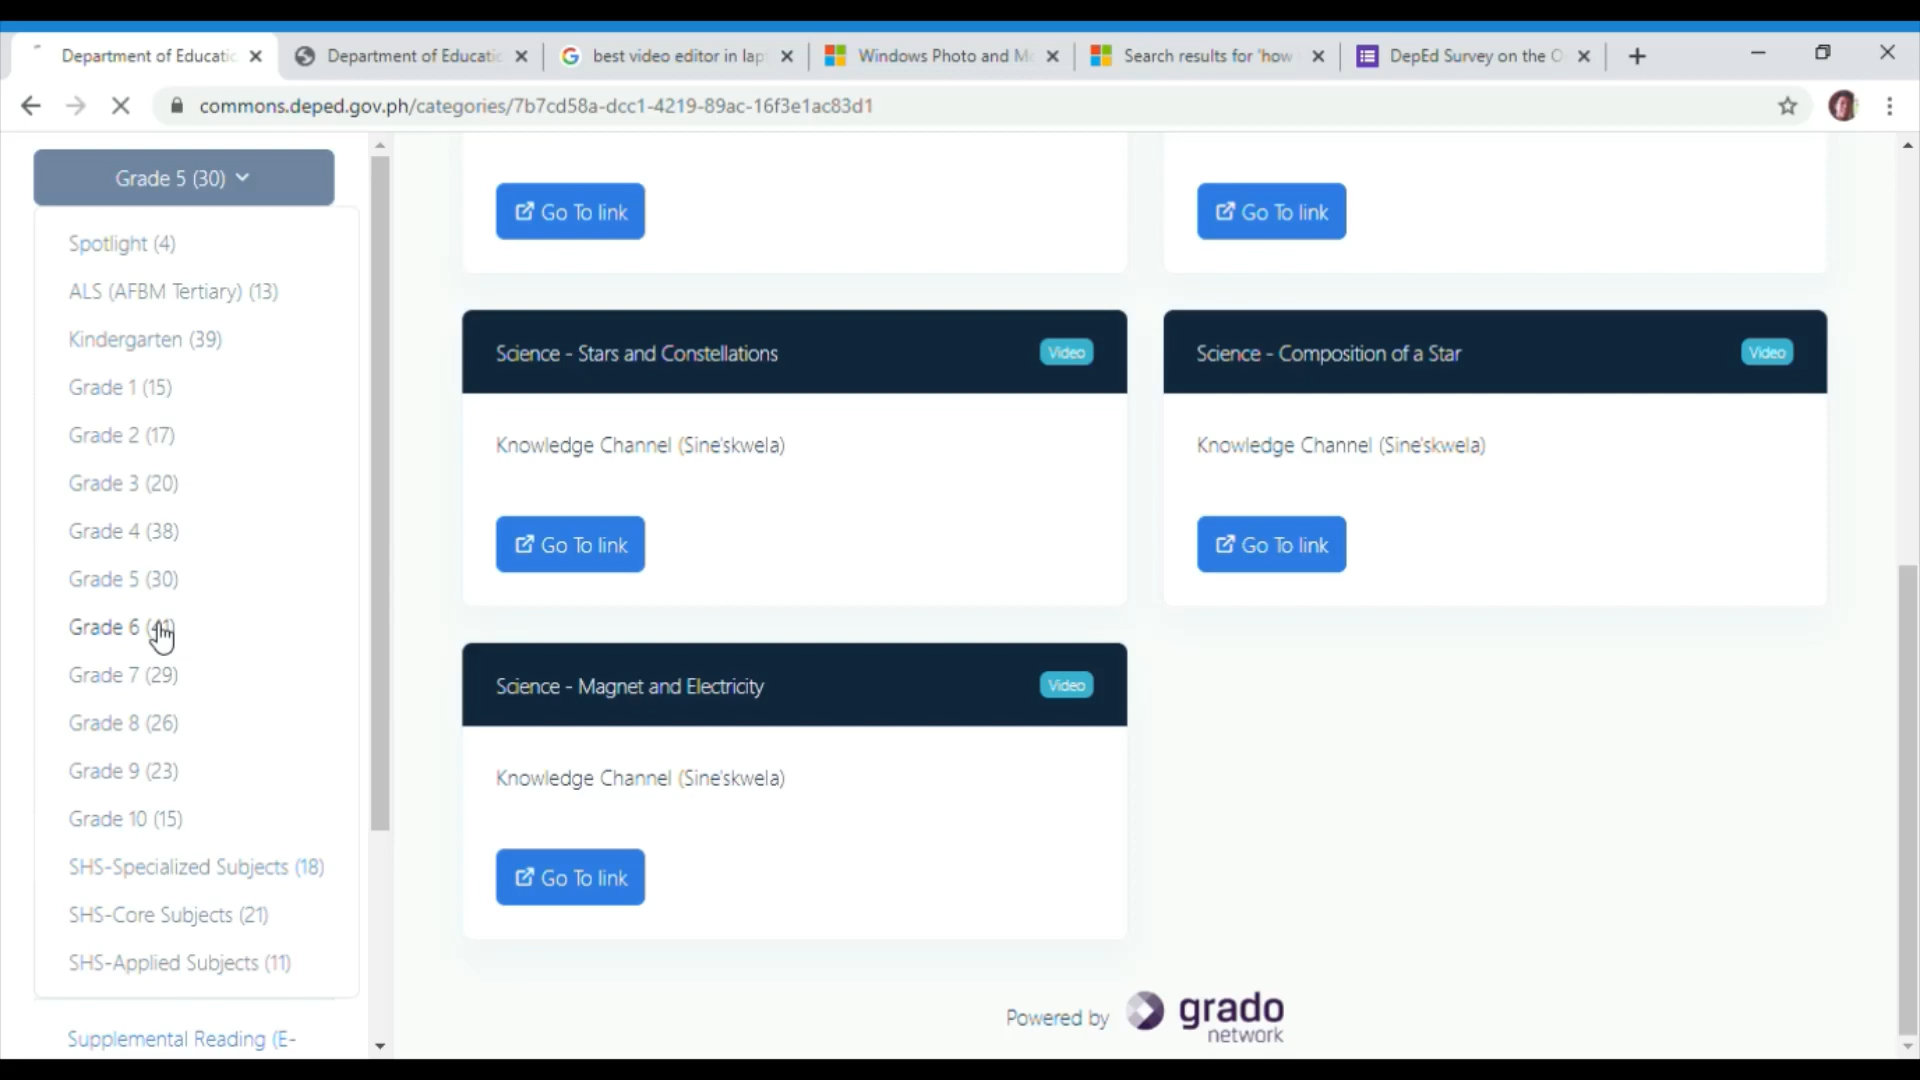 Department of Educatic
Department of Educatic
best video editor in lap
Windows Photo and Mo
Search results for 'how
DepEd Survey on the O
commons.deped.gov.ph/categories/7b7cd58a-dcc1-4219-89ac-16f3e1ac83d1
Grade 5 (30)
Spotlight (4)
ALS (AFBM Tertiary) (13)
Kindergarten (39)
Grade 1 (15)
Grade 2 (17)
Grade 3 (20)
Grade 4 (38)
Grade 5 (30)
Grade 6
Grade 7 (29)
Grade 8 (26)
Grade 9 (23)
Grade 10 (15)
SHS-Specialized Subjects (18)
SHS-Core Subjects (21)
SHS-Applied Subjects (11)
Supplemental Reading (E-
Go To link
Go To link
Science - Stars and Constellations
Video
Knowledge Channel (Sine'skwela)
Go To link
Science - Composition of a Star
Video
Knowledge Channel (Sine'skwela)
Go To link
Science - Magnet and Electricity
Video
Knowledge Channel (Sine'skwela)
Go To link
Powered by
grado
network